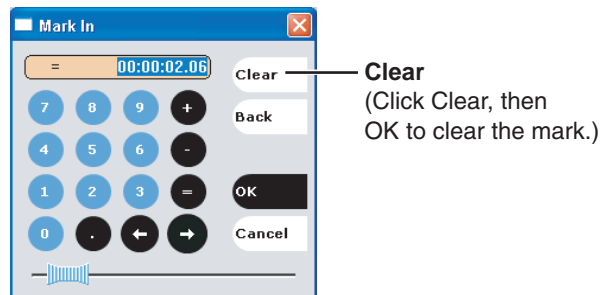 Mark In
= 00:00:02.06
Clear
Back
7 8 9 +
4 5 6 -
1 2 3 =
0 . ← →
OK
Cancel
Clear
(Click Clear, then
OK to clear the mark.)